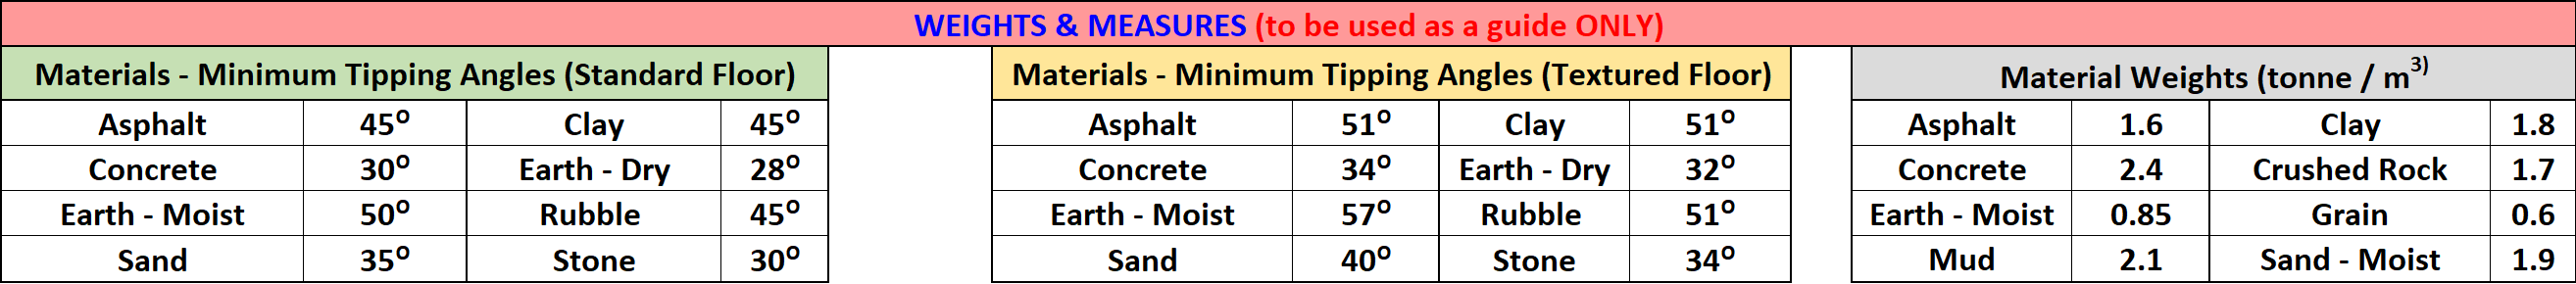 WEIGHTS & MEASURES (to be used as a guide ONLY)
Materials - Minimum Tipping Angles (Standard Floor)
Asphalt 45° Clay 45°
Concrete 30° Earth - Dry 28°
Earth - Moist 50° Rubble 45°
Sand 35° Stone 30°
Materials - Minimum Tipping Angles (Textured Floor)
Asphalt 51° Clay 51°
Concrete 34° Earth - Dry 32°
Earth - Moist 57° Rubble 51°
Sand 40° Stone 34°
Material Weights (tonne / m³)
Asphalt 1.6 Clay 1.8
Concrete 2.4 Crushed Rock 1.7
Earth - Moist 0.85 Grain 0.6
Mud 2.1 Sand - Moist 1.9